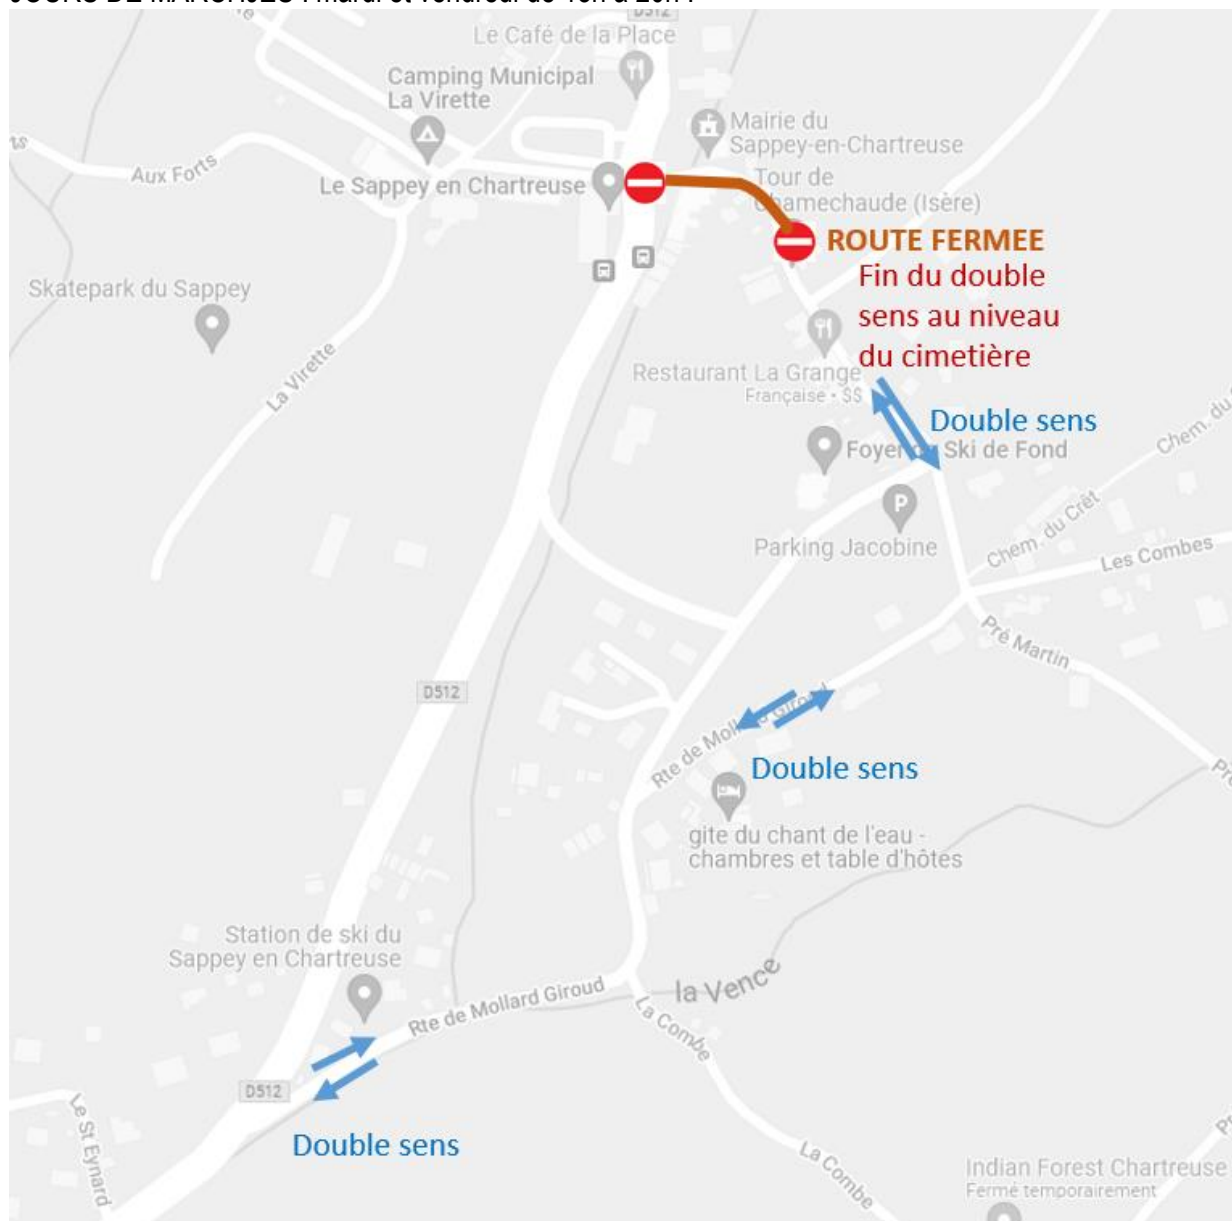 D512
Le Café de la Place
Camping Municipal
La Virette
Mairie du
Sappey-en-Chartreuse
Aux Forts
Le Sappey en Chartreuse
Tour de
Chamechaude (Isère)
ROUTE FERMEE
Fin du double
sens au niveau
du cimetière
Skatepark du Sappey
La Virette
Restaurant La Grange
Française • $$
Double sens
Foyer
Ski de Fond
Chem. du
P
Parking Jacobine
Chem. du Crêt
Les Combes
Pré Martin
D512
Rte de Mollard Giroud
Double sens
gite du chant de l'eau -
chambres et table d'hôtes
Station de ski du
Sappey en Chartreuse
la Vence
Rte de Mollard Giroud
La Combe
D512
Double sens
Le St Eynard
La Combe
Indian Forest Chartreuse
Fermé temporairement